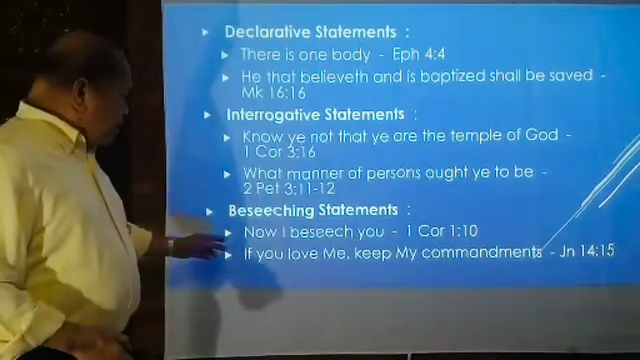 Declarative Statements :
There is one body - Eph 4:4
He that believeth and is baptized shall be saved -
Mk 16:16
Interrogative Statements :
Know ye not that ye are the temple of God -
1 Cor 3:16
What manner of persons ought ye to be -
2 Pet 3:11-12
Beseeching Statements :
Now I beseech you - 1 Cor 1:10
If you love Me, keep My commandments - Jn 14:15